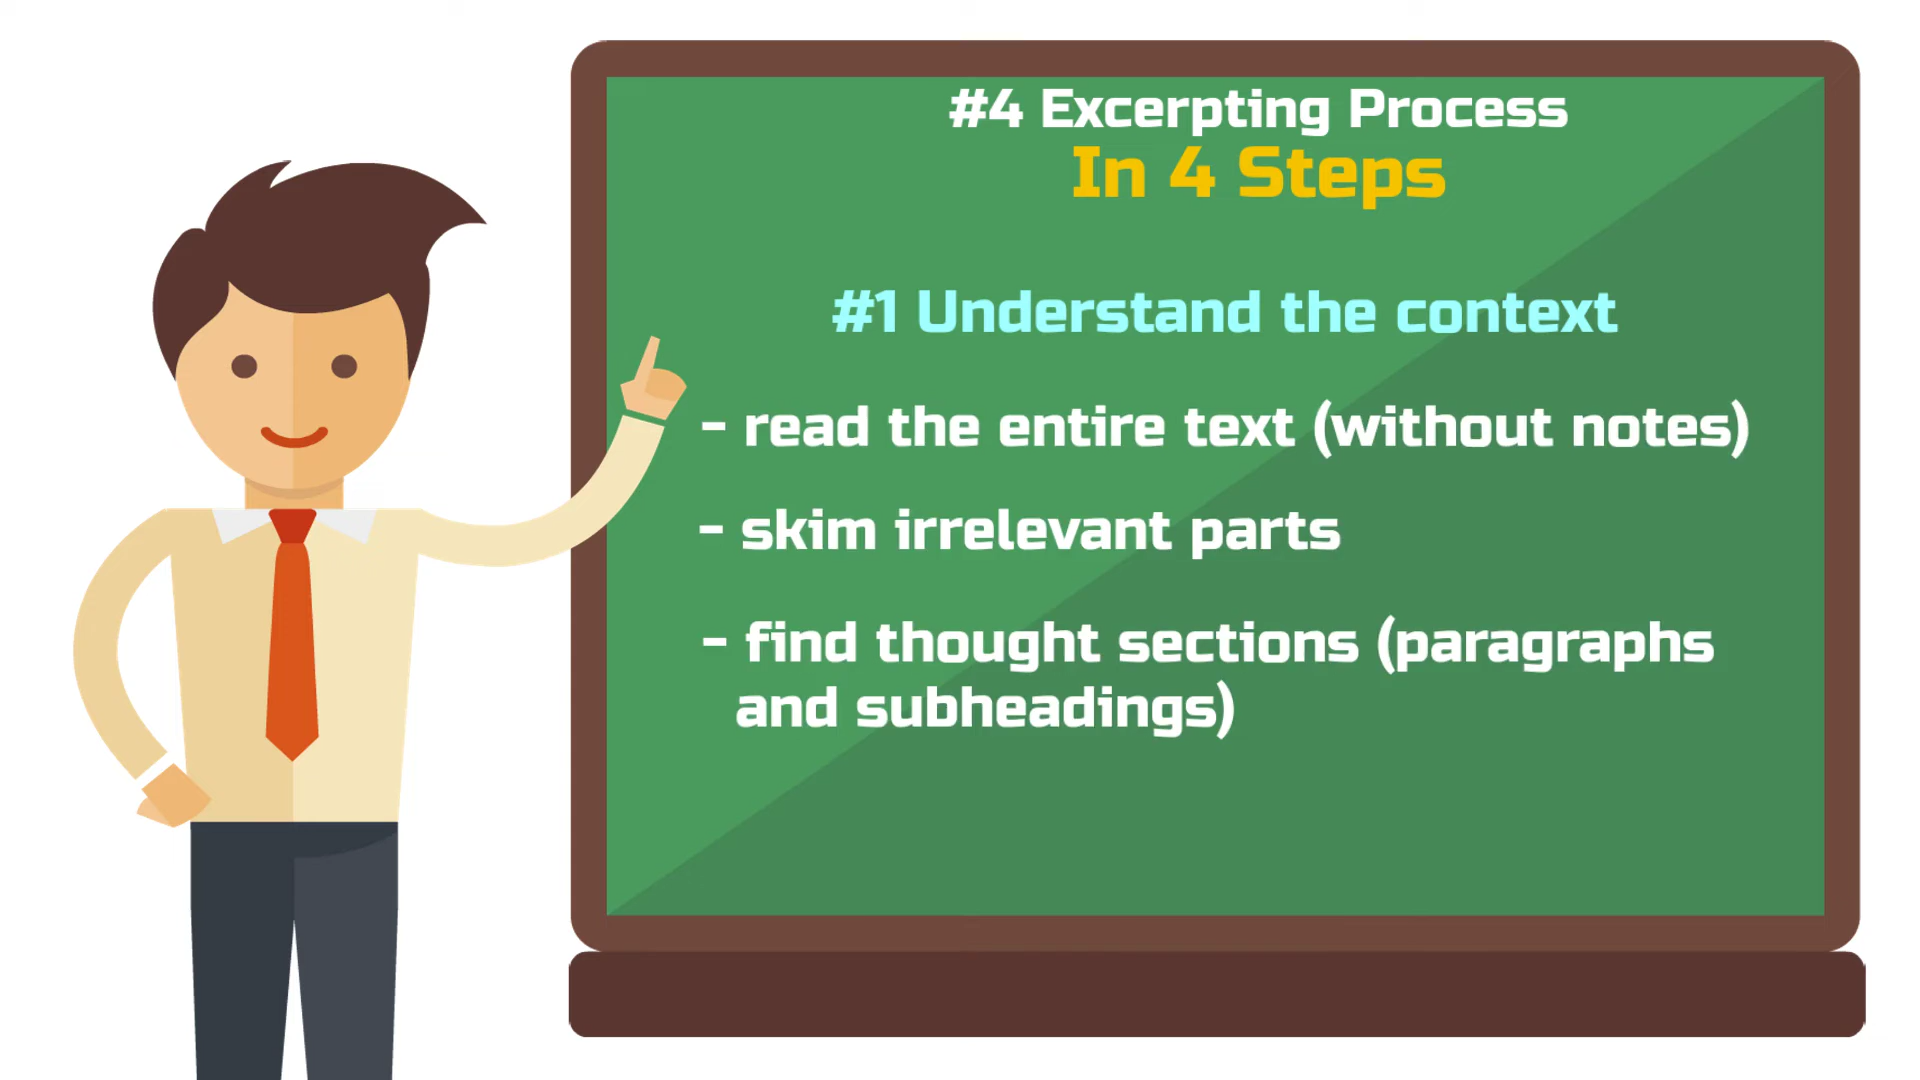 #4 Excerpting Process
In 4 Steps
#1 Understand the context
- read the entire text (without notes)
- skim irrelevant parts
- find thought sections (paragraphs
and subheadings)